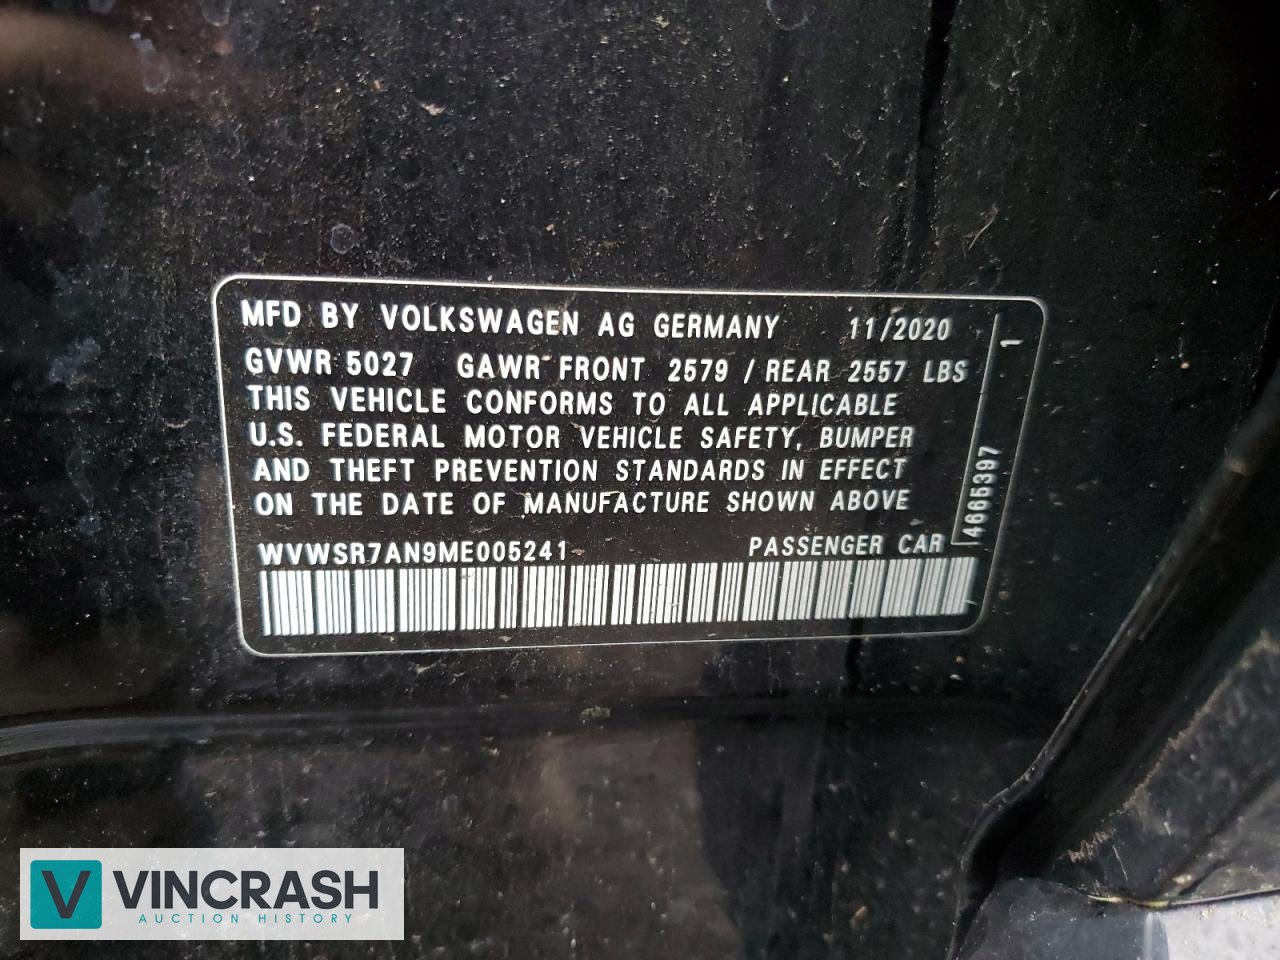 MFD BY VOLKSWAGEN AG GERMANY 11/2020
GVWR 5027 GAWR FRONT 2579 / REAR 2557 LBS
THIS VEHICLE CONFORMS TO ALL APPLICABLE
U.S. FEDERAL MOTOR VEHICLE SAFETY, BUMPER
AND THEFT PREVENTION STANDARDS IN EFFECT
ON THE DATE OF MANUFACTURE SHOWN ABOVE
WVWSR7AN9ME005241 PASSENGER CAR
4665397 1
V VINCRASH
AUCTION HISTORY